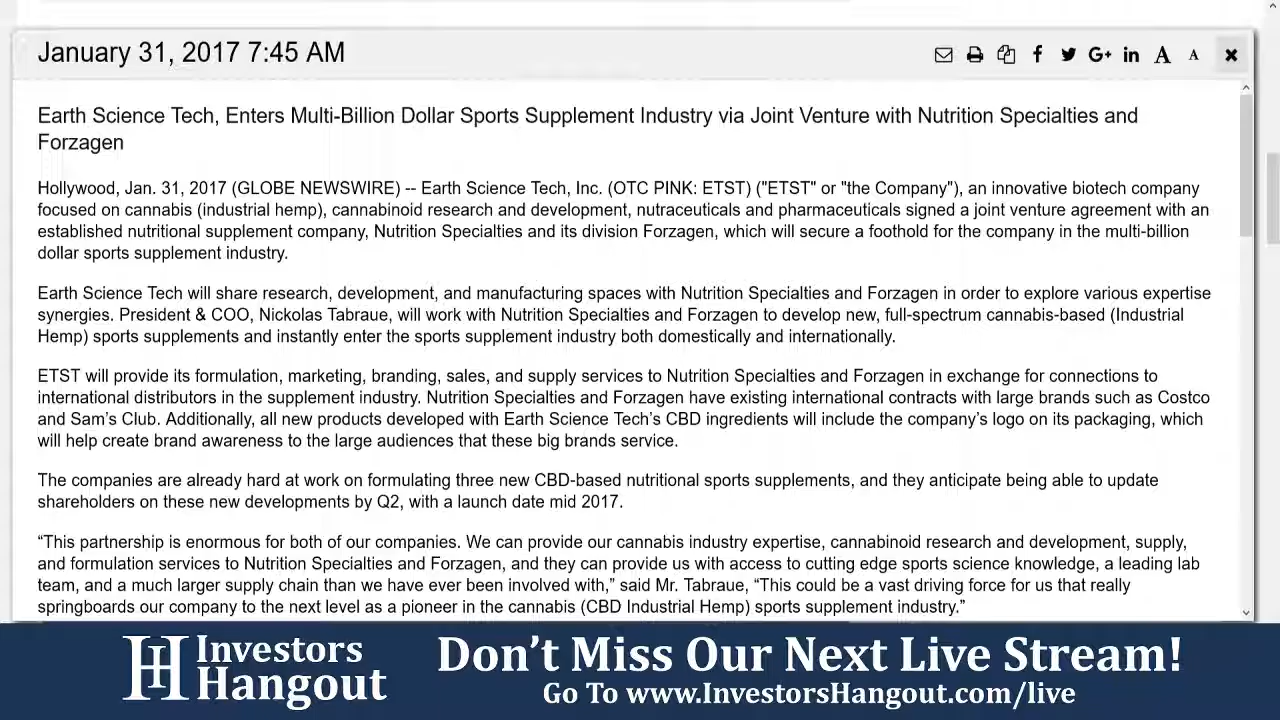 January 31, 2017 7:45 AM
G+ in A A
Earth Science Tech, Enters Multi-Billion Dollar Sports Supplement Industry via Joint Venture with Nutrition Specialties and
Forzagen
Hollywood, Jan. 31, 2017 (GLOBE NEWSWIRE) -- Earth Science Tech, Inc. (OTC PINK: ETST) ("ETST" or "the Company"), an innovative biotech company
focused on cannabis (industrial hemp), cannabinoid research and development, nutraceuticals and pharmaceuticals signed a joint venture agreement with an
established nutritional supplement company, Nutrition Specialties and its division Forzagen, which will secure a foothold for the company in the multi-billion
dollar sports supplement industry.
Earth Science Tech will share research, development, and manufacturing spaces with Nutrition Specialties and Forzagen in order to explore various expertise
synergies. President & COO, Nickolas Tabraue, will work with Nutrition Specialties and Forzagen to develop new, full-spectrum cannabis-based (Industrial
Hemp) sports supplements and instantly enter the sports supplement industry both domestically and internationally.
ETST will provide its formulation, marketing, branding, sales, and supply services to Nutrition Specialties and Forzagen in exchange for connections to
international distributors in the supplement industry. Nutrition Specialties and Forzagen have existing international contracts with large brands such as Costco
and Sam’s Club. Additionally, all new products developed with Earth Science Tech’s CBD ingredients will include the company’s logo on its packaging, which
will help create brand awareness to the large audiences that these big brands service.
The companies are already hard at work on formulating three new CBD-based nutritional sports supplements, and they anticipate being able to update
shareholders on these new developments by Q2, with a launch date mid 2017.
“This partnership is enormous for both of our companies. We can provide our cannabis industry expertise, cannabinoid research and development, supply,
and formulation services to Nutrition Specialties and Forzagen, and they can provide us with access to cutting edge sports science knowledge, a leading lab
team, and a much larger supply chain than we have ever been involved with,” said Mr. Tabraue, “This could be a vast driving force for us that really
springboards our company to the next level as a pioneer in the cannabis (CBD Industrial Hemp) sports supplement industry.”
Investors
Hangout
Don’t Miss Our Next Live Stream!
Go To www.InvestorsHangout.com/live